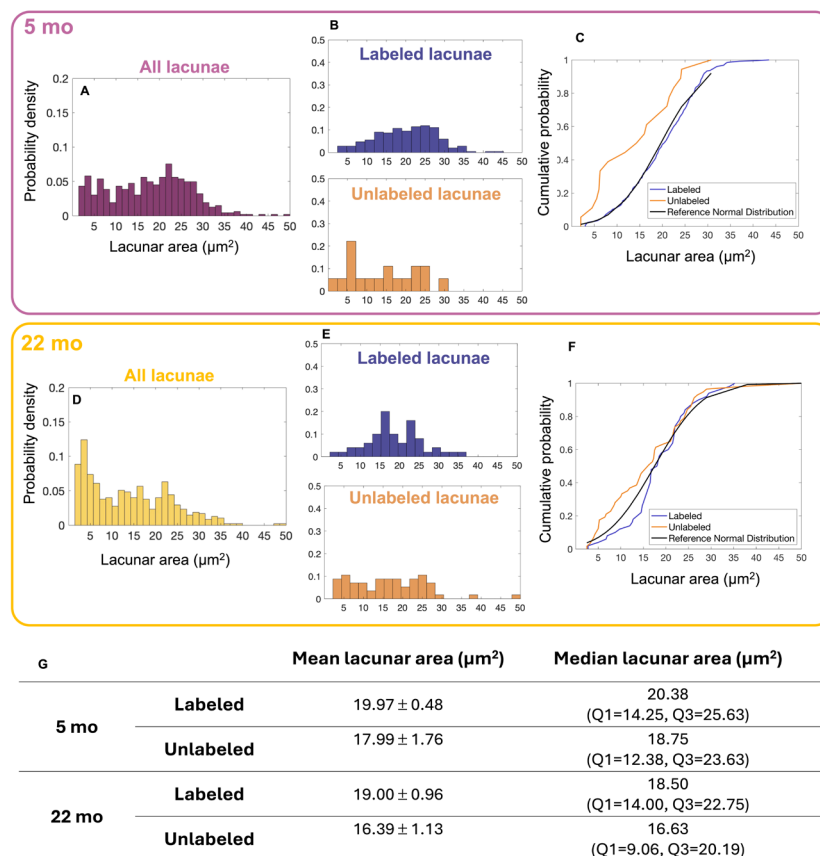 5 mo
All lacunae
A
Probability density
0.2
0.15
0.1
0.05
0
5 10 15 20 25 30 35 40 45 50
Lacunar area (µm²)
B
Labeled lacunae
0.5
0.4
0.3
0.2
0.1
0
5 10 15 20 25 30 35 40 45 50
Unlabeled lacunae
0.5
0.4
0.3
0.2
0.1
0
5 10 15 20 25 30 35 40 45 50
C
Cumulative probability
1
0.8
0.6
0.4
0.2
0
Labeled
Unlabeled
Reference Normal Distribution
0 5 10 15 20 25 30 35 40 45 50
Lacunar area (µm²)
22 mo
All lacunae
D
Probability density
0.2
0.15
0.1
0.05
0
5 10 15 20 25 30 35 40 45 50
Lacunar area (µm²)
E
Labeled lacunae
0.5
0.4
0.3
0.2
0.1
0
5 10 15 20 25 30 35 40 45 50
Unlabeled lacunae
0.5
0.4
0.3
0.2
0.1
0
5 10 15 20 25 30 35 40 45 50
F
Cumulative probability
1
0.8
0.6
0.4
0.2
0
Labeled
Unlabeled
Reference Normal Distribution
0 5 10 15 20 25 30 35 40 45 50
Lacunar area (µm²)
G
Mean lacunar area (µm²) Median lacunar area (µm²)
5 mo
Labeled 19.97 ± 0.48 20.38
(Q1=14.25, Q3=25.63)
Unlabeled 17.99 ± 1.76 18.75
(Q1=12.38, Q3=23.63)
22 mo
Labeled 19.00 ± 0.96 18.50
(Q1=14.00, Q3=22.75)
Unlabeled 16.39 ± 1.13 16.63
(Q1=9.06, Q3=20.19)